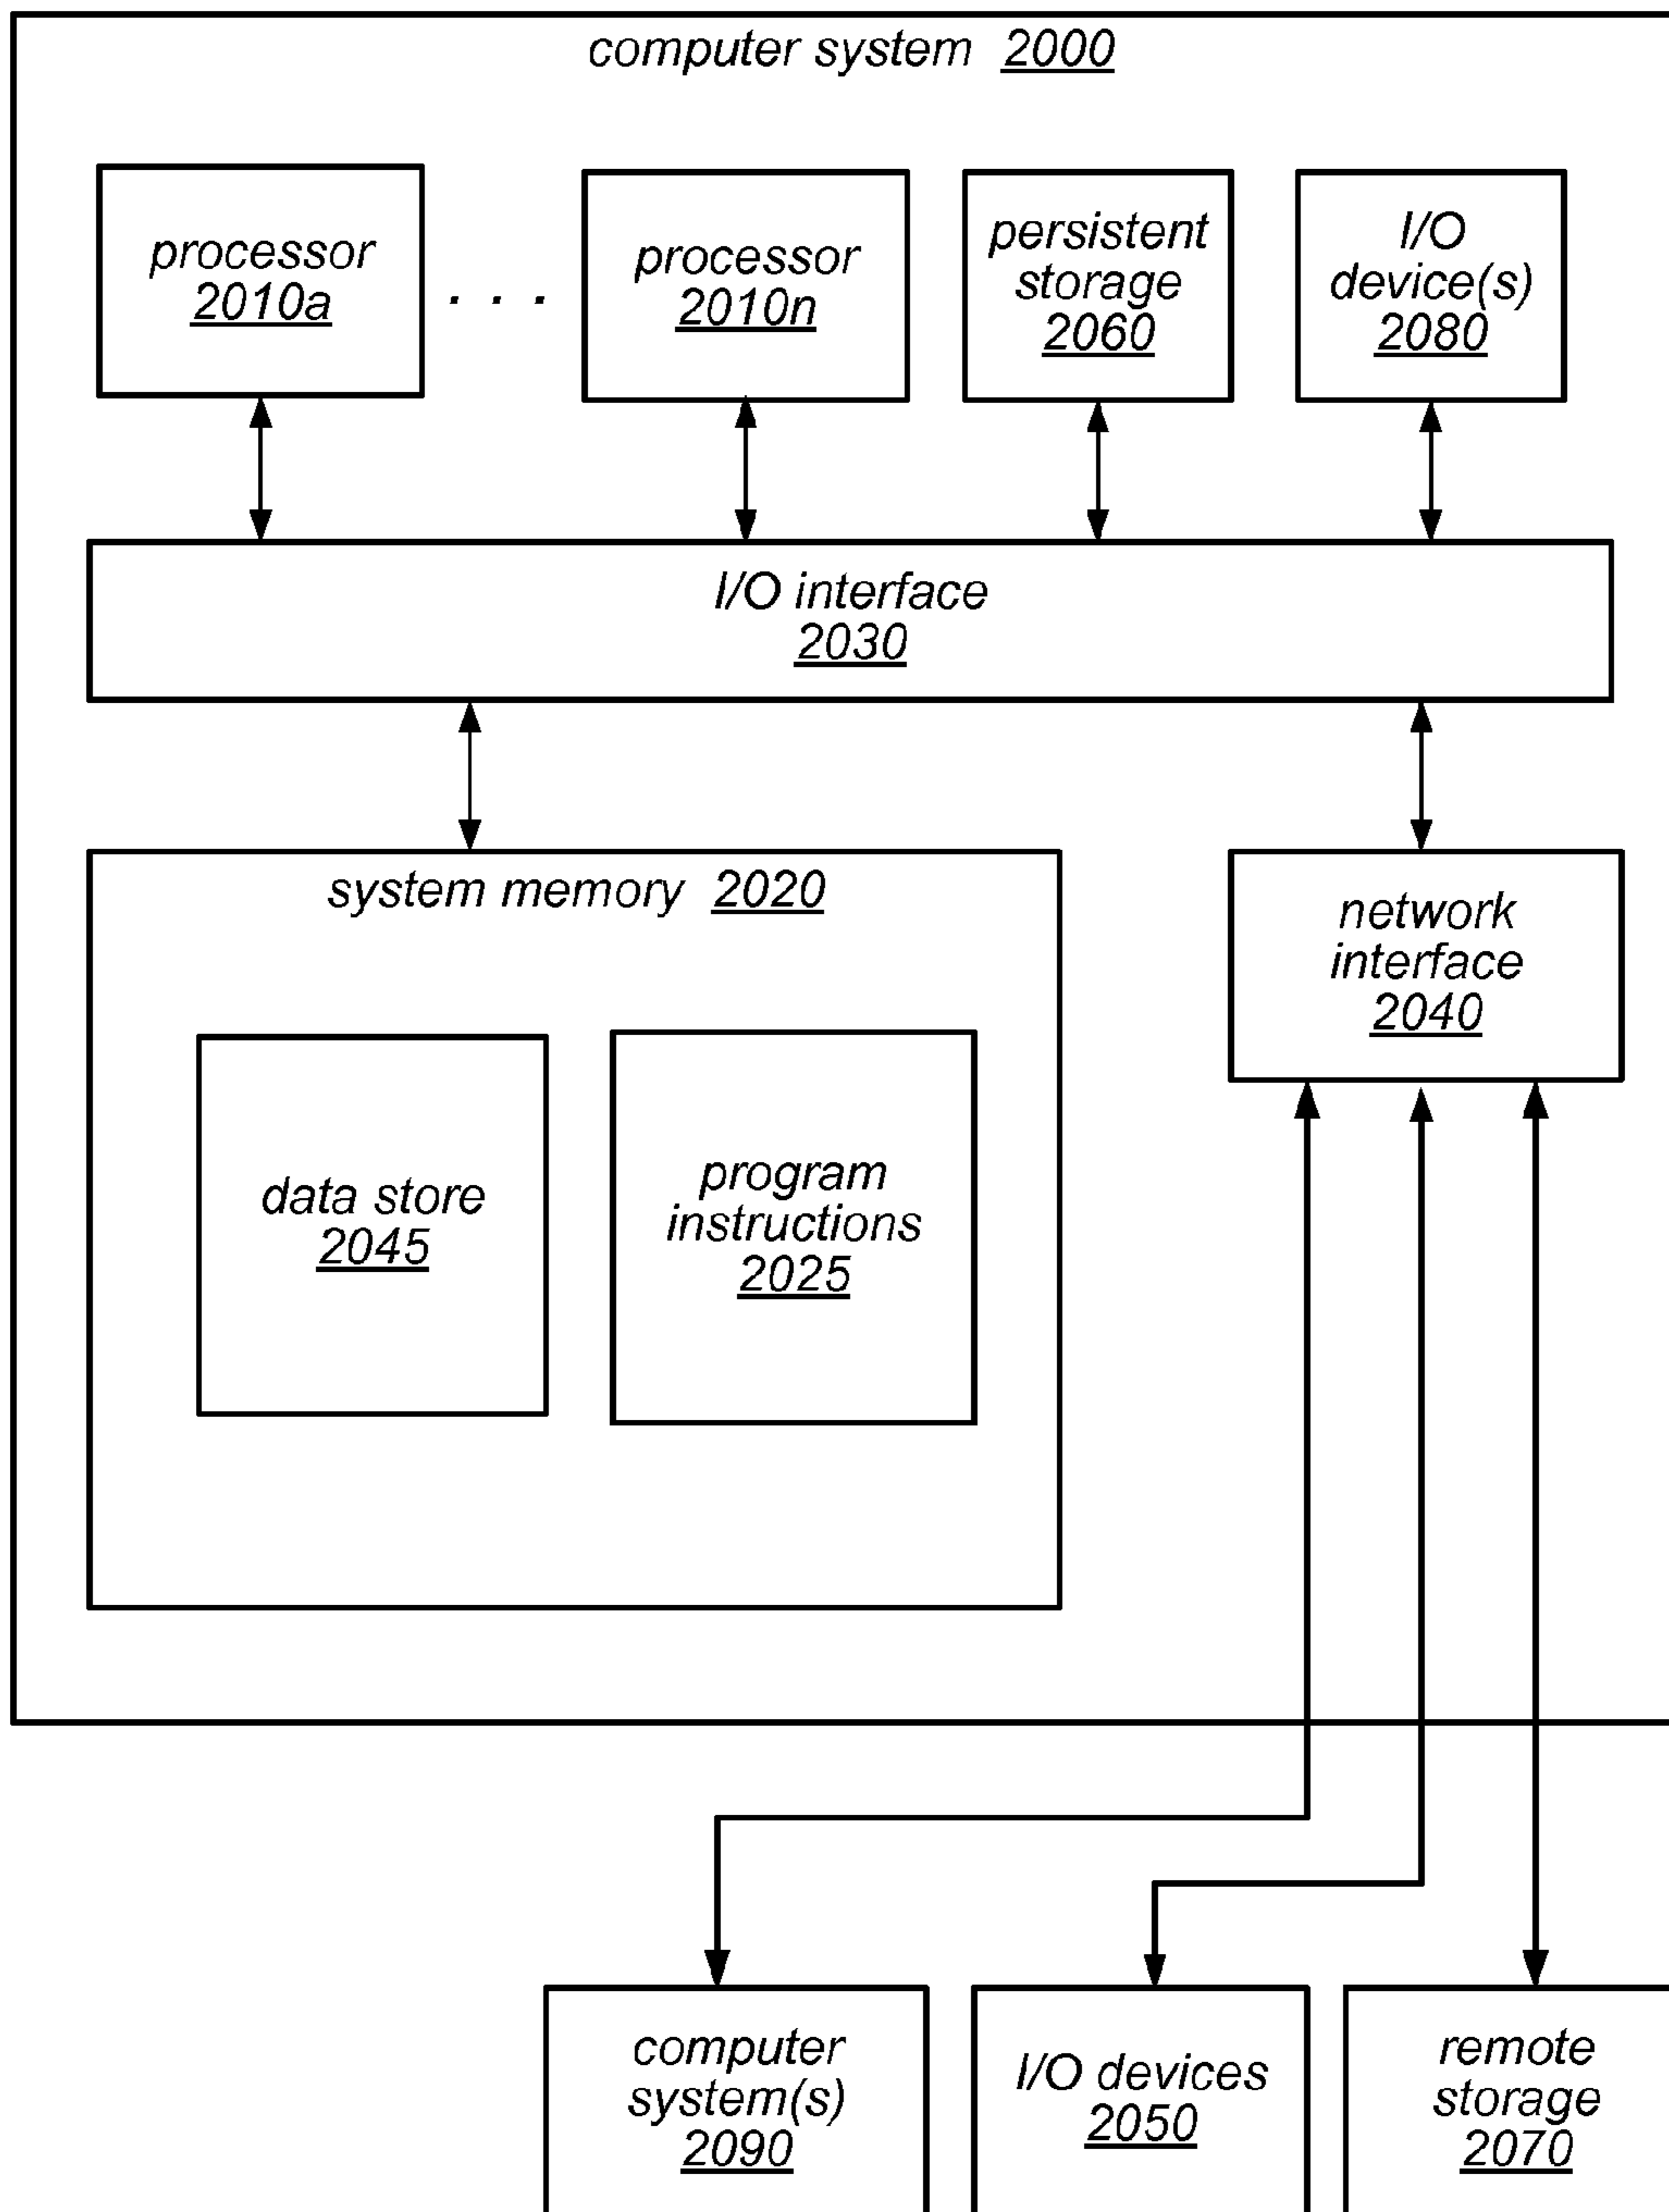 computer system 2000
processor
2010a
. . .
processor
2010n
persistent
storage
2060
I/O
device(s)
2080
I/O interface
2030
system memory 2020
network
interface
2040
data store
2045
program
instructions
2025
computer
system(s)
2090
I/O devices
2050
remote
storage
2070